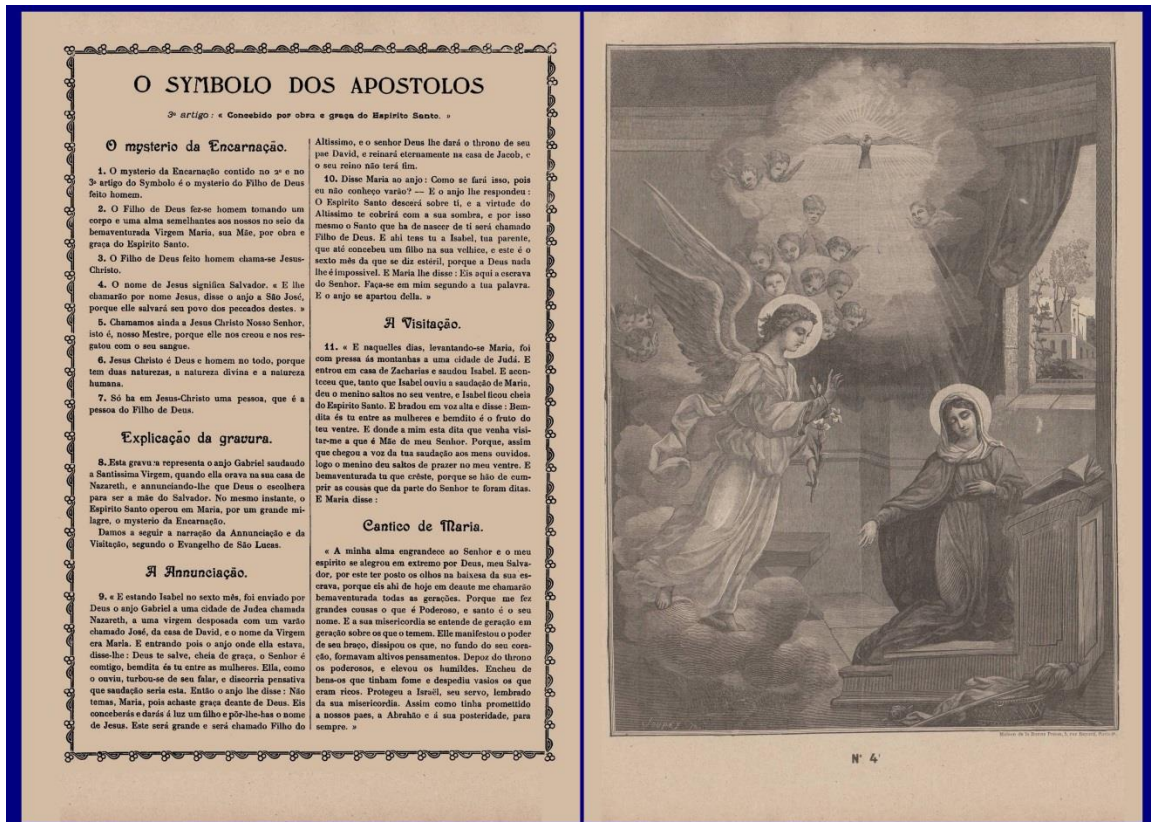 O SYMBOLO DOS APOSTOLOS
3º artigo : « Concebido por obra e graça do Espirito Santo. »
O mysterio da Encarnação.
1. O mysterio da Encarnação contido no 2º e no
3º artigo do Symbolo é o mysterio do Filho de Deus
feito homem.
2. O Filho de Deus fez-se homem tomando um
corpo e uma alma semelhantes aos nossos no seio da
bemaventurada Virgem Maria, sua Mãe, por obra e
graça do Espirito Santo.
3. O Filho de Deus feito homem chama-se Jesus-
Christo.
4. O nome de Jesus significa Salvador. « E lhe
chamarão por nome Jesus, disse o anjo a São José,
porque elle salvará seu povo dos peccados destes. »
5. Chamamos ainda a Jesus Christo Nosso Senhor,
isto é, nosso Mestre, porque elle nos creou e nos res-
gatou com o seu sangue.
6. Jesus Christo é Deus e homem no todo, porque
tem duas naturezas, a natureza divina e a natureza
humana.
7. Só ha em Jesus-Christo uma pessoa, que é a
pessoa do Filho de Deus.
Explicação da gravura.
8. Esta gravura representa o anjo Gabriel saudaudo
a Santissima Virgem, quando ella orava na sua casa de
Nazareth, e annunciando-lhe que Deus o escolhera
para ser a mãe do Salvador. No mesmo instante, o
Espirito Santo operou em Maria, por um grande mi-
lagre, o mysterio da Encarnação.
Damos a seguir a narração da Annunciação e da
Visitação, segundo o Evangelho de São Lucas.
A Annunciação.
9. « E estando Isabel no sexto mês, foi enviado por
Deus o anjo Gabriel a uma cidade de Judea chamada
Nazareth, a uma virgem desposada com um varão
chamado José, da casa de David, e o nome da Virgem
era Maria. E entrando pois o anjo onde ella estava,
disse-lhe : Deus te salve, cheia de graça, o Senhor é
comtigo, bemdita és tu entre as mulheres. Ella, como
o ouviu, turbou-se de seu falar, e discorria pensativa
que saudação seria esta. Então o anjo lhe disse : Não
temas, Maria, pois achaste graça deante de Deus. Eis
conceberás e darás á luz um filho e pôr-lhe-has o nome
de Jesus. Este será grande e será chamado Filho do
Altissimo, e o senhor Deus lhe dará o throno de seu
pae David, e reinará eternamente na casa de Jacob, e
o seu reino não terá fim.
10. Disse Maria ao anjo : Como se fará isso, pois
eu não conheço varão? — E o anjo lhe respondeu :
O Espirito Santo descerá sobre ti, e a virtude do
Altissimo te cobrirá com a sua sombra, e por isso
mesmo o Santo que ha de nascer de ti será chamado
Filho de Deus. E ahi tens tu a Isabel, tua parente,
que até concebeu um filho na sua velhice, e este é o
sexto mês da que se diz estéril, porque a Deus nada
lhe é impossivel. E Maria lhe disse : Eis aqui a escrava
do Senhor. Faça-se em mim segundo a tua palavra.
E o anjo se apartou della. »
A Visitação.
11. « E naquelles dias, levantando-se Maria, foi
com pressa ás montanhas a uma cidade de Judá. E
entrou em casa de Zacharias e saudou Isabel. E acon-
teceu que, tanto que Isabel ouviu a saudação de Maria,
deu o menino saltos no seu ventre, e Isabel ficou cheia
do Espirito Santo. E bradou em voz alta e disse : Bem-
dita és tu entre as mulheres e bemdito é o fruto do
teu ventre. E donde a mim esta dita que venha visi-
tar-me a que é Mãe de meu Senhor. Porque, assim
que chegou a voz da tua saudação aos mens ouvidos.
logo o menino deu saltos de prazer no meu ventre. E
bemaventurada tu que crêste, porque se hão de cum-
prir as cousas que da parte do Senhor te foram ditas.
E Maria disse :
Cantico de Maria.
« A minha alma engrandece ao Senhor e o meu
espirito se alegrou em extremo por Deus, meu Salva-
dor, por este ter posto os olhos na baixesa da sua es-
crava, porque eis ahi de hoje em deaute me chamarão
bemaventurada todas as gerações. Porque me fez
grandes cousas o que é Poderoso, e santo é o seu
nome. E a sua misericordia se entende de geração em
geração sobre os que o temem. Elle manifestou o poder
de seu braço, dissipou os que, no fundo do seu cora-
ção, formavam altivos pensamentos. Depoz do throno
os poderosos, e elevou os humildes. Encheu de
bens-os que tinham fome e despediu vasios os que
eram ricos. Protegeu a Israël, seu servo, lembrado
da sua misericordia. Assim como tinha promettido
a nossos paes, a Abrahão e á sua posteridade, para
sempre. »
Maison de la Bonne Presse, 5, rue Bayard, Paris-8e.
Nº 4